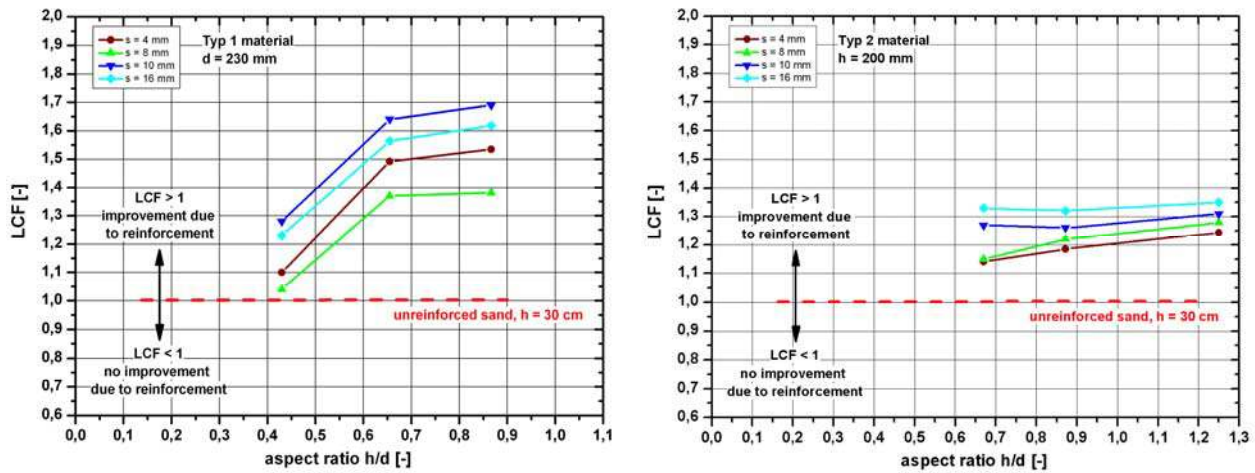 2,0
1,9
1,8
1,7
1,6
1,5
1,4
1,3
1,2
1,1
1,0
0,9
0,8
0,7
0,6
LCF [-]
s = 4 mm
s = 8 mm
s = 10 mm
s = 16 mm
Typ 1 material
d = 230 mm
LCF > 1
improvement due
to reinforcement
unreinforced sand, h = 30 cm
LCF < 1
no improvement
due to reinforcement
0,0 0,1 0,2 0,3 0,4 0,5 0,6 0,7 0,8 0,9 1,0 1,1
aspect ratio h/d [-]
2,0
1,9
1,8
1,7
1,6
1,5
1,4
1,3
1,2
1,1
1,0
0,9
0,8
0,7
0,6
LCF [-]
s = 4 mm
s = 8 mm
s = 10 mm
s = 16 mm
Typ 2 material
h = 200 mm
LCF > 1
improvement due
to reinforcement
unreinforced sand, h = 30 cm
LCF < 1
no improvement
due to reinforcement
0,0 0,1 0,2 0,3 0,4 0,5 0,6 0,7 0,8 0,9 1,0 1,1 1,2 1,3
aspect ratio h/d [-]